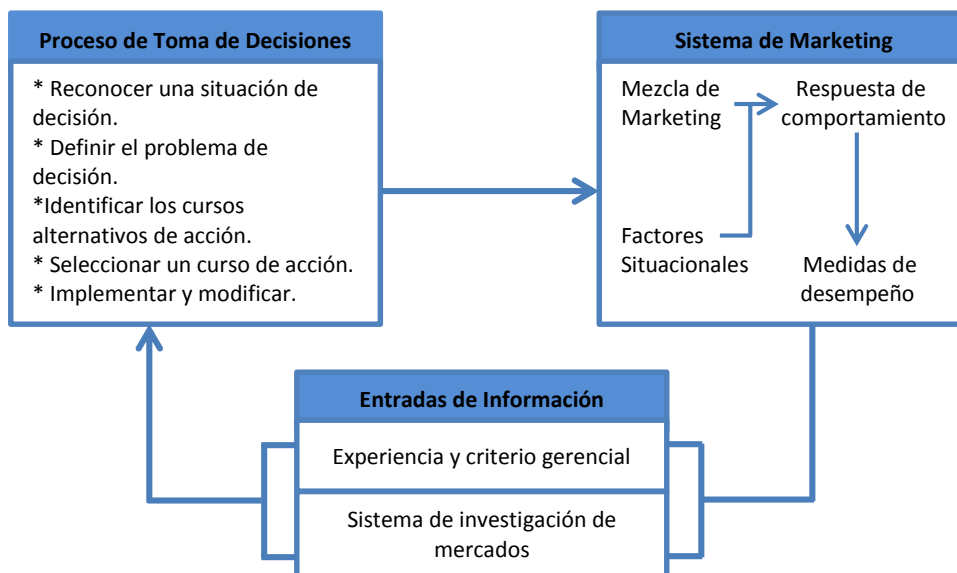 Proceso de Toma de Decisiones
* Reconocer una situación de
decisión.
* Definir el problema de
decisión.
*Identificar los cursos
alternativos de acción.
* Seleccionar un curso de acción.
* Implementar y modificar.
Sistema de Marketing
Mezcla de
Marketing
Respuesta de
comportamiento
Factores
Situacionales
Medidas de
desempeño
Entradas de Información
Experiencia y criterio gerencial
Sistema de investigación de
mercados